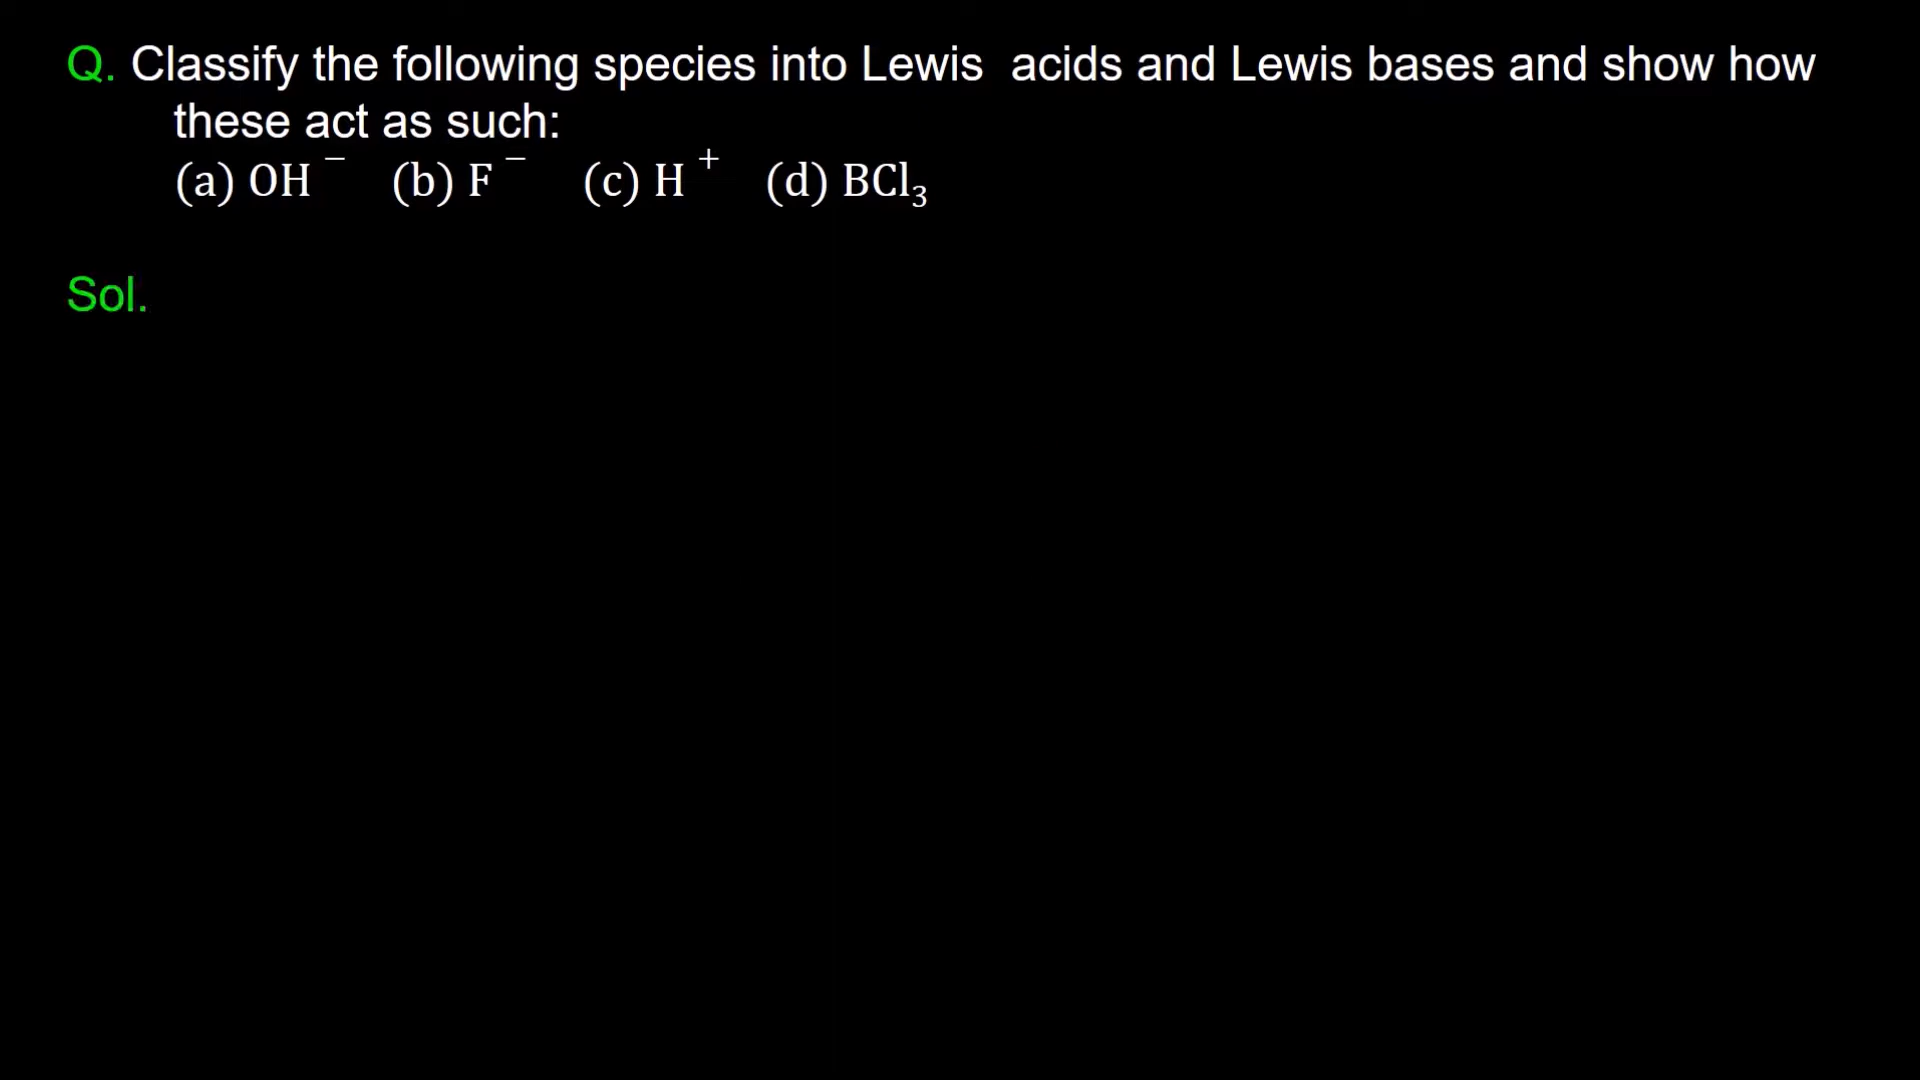 Q. Classify the following species into Lewis acids and Lewis bases and show how
these act as such:
(a) OH⁻ (b) F⁻ (c) H⁺ (d) BCl₃
Sol.